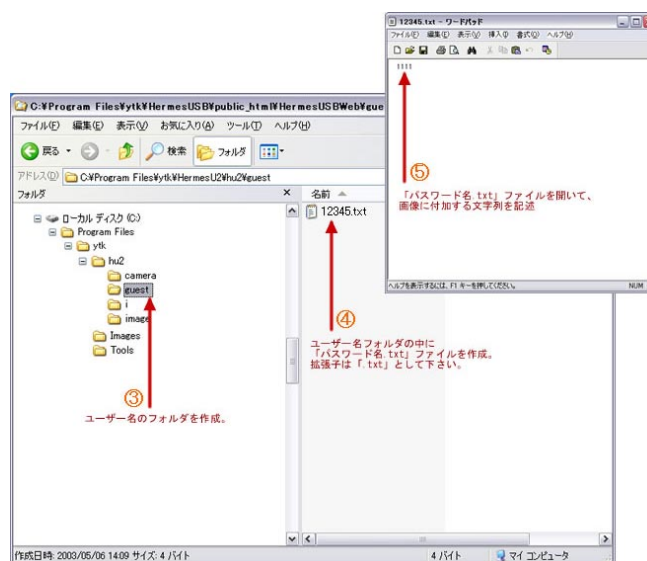 12345.txt - ワードパッド
ファイル(F) 編集(E) 表示(V) 挿入(I) 書式(O) ヘルプ(H)
1111
⑤
「パスワード名.txt」ファイルを開いて、
画像に付加する文字列を記述
ヘルプを表示するには、F1 キーを押してください。
NUM
C:¥Program Files¥ytk¥HermesUSB¥public_html¥HermesUSBWeb¥gue
ファイル(F) 編集(E) 表示(V) お気に入り(A) ツール(T) ヘルプ(H)
戻る 検索 フォルダ
アドレス(D) C:¥Program Files¥ytk¥HermesU2¥hu2¥guest
フォルダ ×
名前
ローカル ディスク (C:)
Program Files
ytk
hu2
camera
guest
i
image
Images
Tools
12345.txt
③
ユーザー名のフォルダを作成。
④
ユーザー名フォルダの中に
「パスワード名.txt」ファイルを作成。
拡張子は「.txt」として下さい。
作成日時: 2003/05/06 14:09 サイズ: 4 バイト
4 バイト
マイ コンピュータ